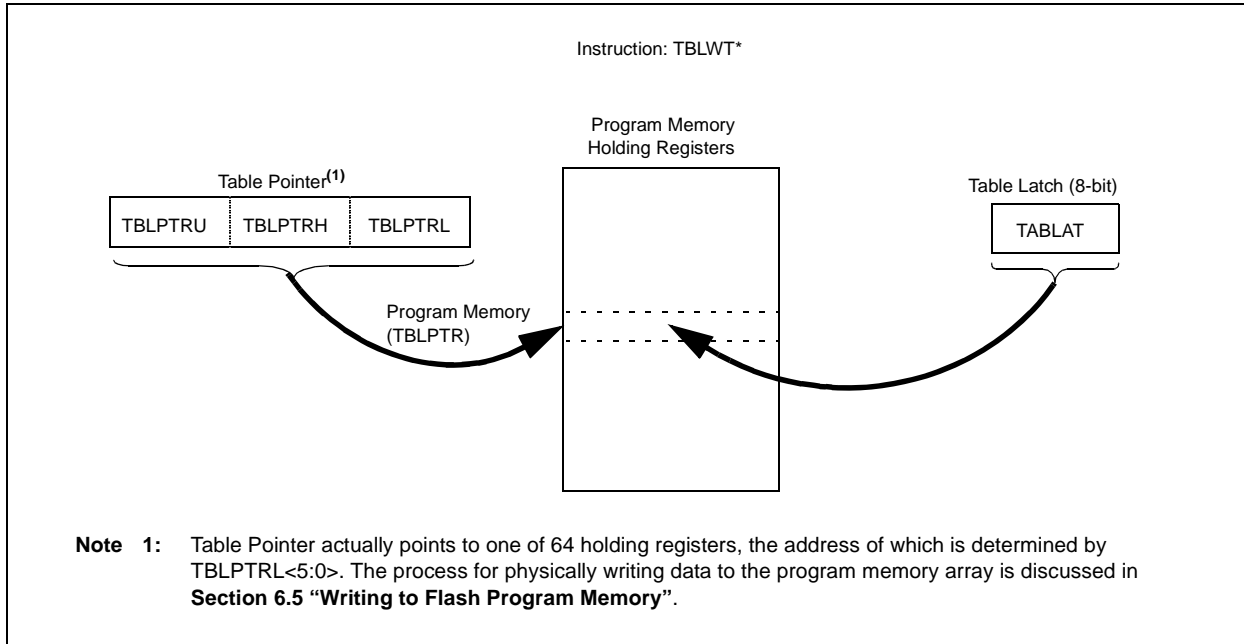 Instruction: TBLWT*
Program Memory
Holding Registers
Table Pointer(1)
TBLPTRU TBLPTRH TBLPTRL
Table Latch (8-bit)
TABLAT
Program Memory
(TBLPTR)
Note 1: Table Pointer actually points to one of 64 holding registers, the address of which is determined by
TBLPTRL<5:0>. The process for physically writing data to the program memory array is discussed in
Section 6.5 “Writing to Flash Program Memory”.